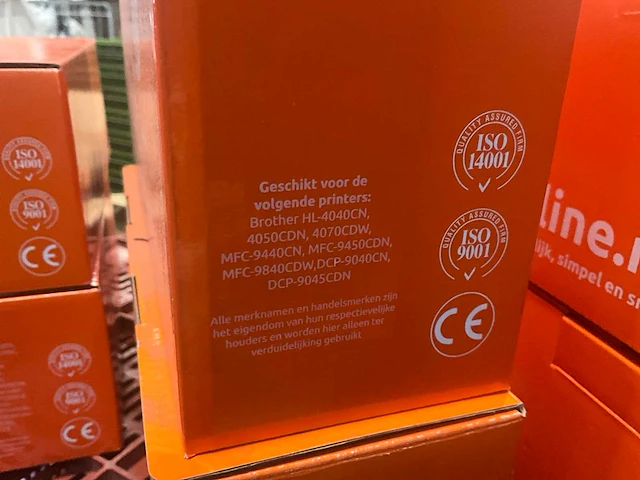 Geschikt voor de
volgende printers:
Brother HL-4040CN,
4050CDN, 4070CDW,
MFC-9440CN, MFC-9450CDN,
MFC-9840CDW,DCP-9040CN,
DCP-9045CDN
Alle merknamen en handelsmerken zijn
het eigendom van hun respectievelijke
houders en worden hier alleen ter
verduidelijking gebruikt
QUALITY ASSURED FIRM
ISO
14001
QUALITY ASSURED FIRM
ISO
9001
CE
ISO
14001
ISO
9001
CE
ISO
14001
ISO
9001
CE
line.
simpel en